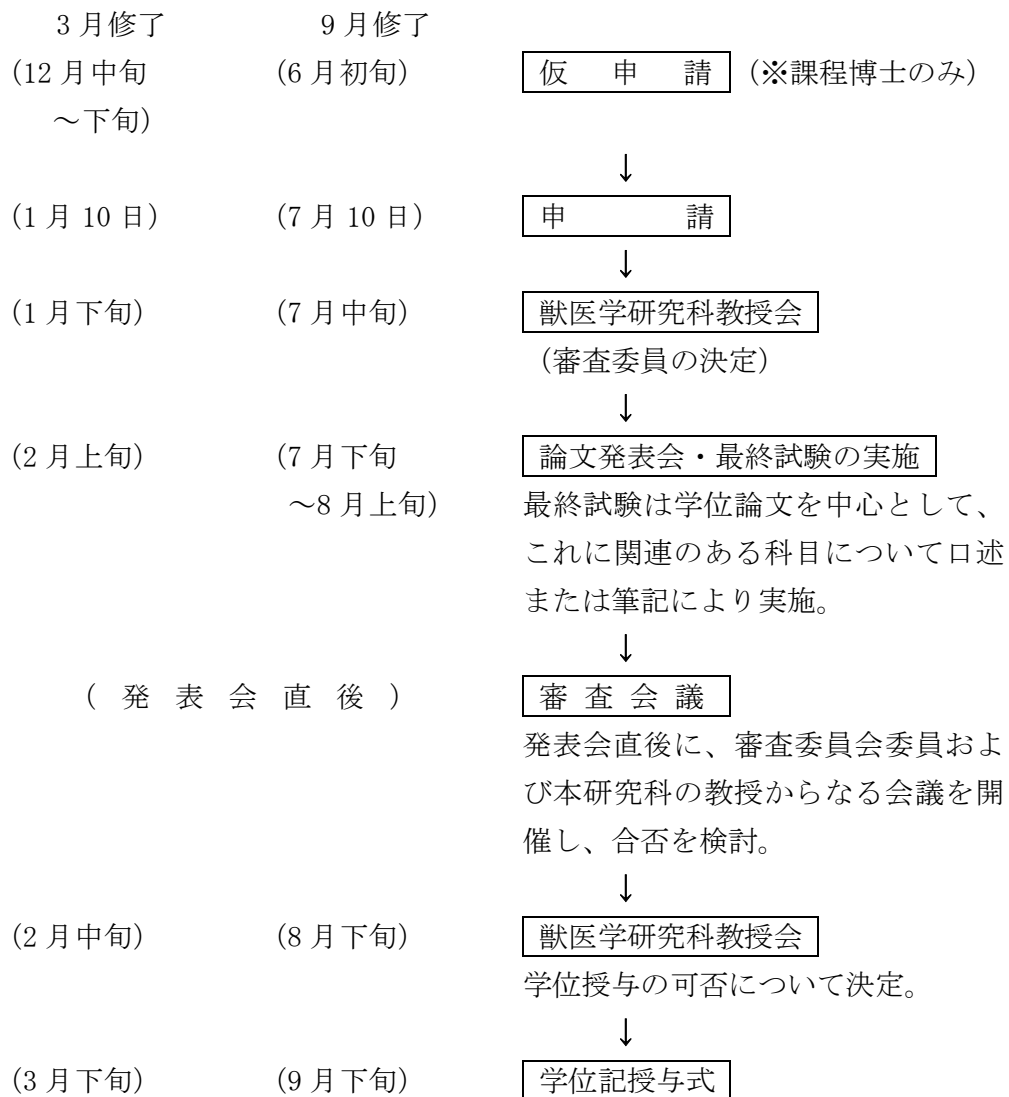 3月修了 9月修了
(12月中旬 (6月初旬) 仮 申 請 (※課程博士のみ)
～下旬)
↓
(1月10日) (7月10日) 申 請
↓
(1月下旬) (7月中旬) 獣医学研究科教授会
(審査委員の決定)
↓
(2月上旬) (7月下旬 論文発表会・最終試験の実施
～8月上旬) 最終試験は学位論文を中心として、
これに関連のある科目について口述
または筆記により実施。
↓
( 発 表 会 直 後 ) 審 査 会 議
発表会直後に、審査委員会委員およ
び本研究科の教授からなる会議を開
催し、合否を検討。
↓
(2月中旬) (8月下旬) 獣医学研究科教授会
学位授与の可否について決定。
↓
(3月下旬) (9月下旬) 学位記授与式